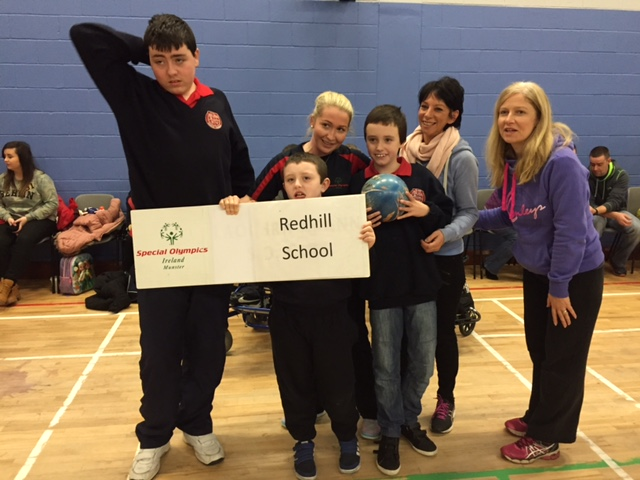 Special Olympics
Ireland
Munster
Redhill
School